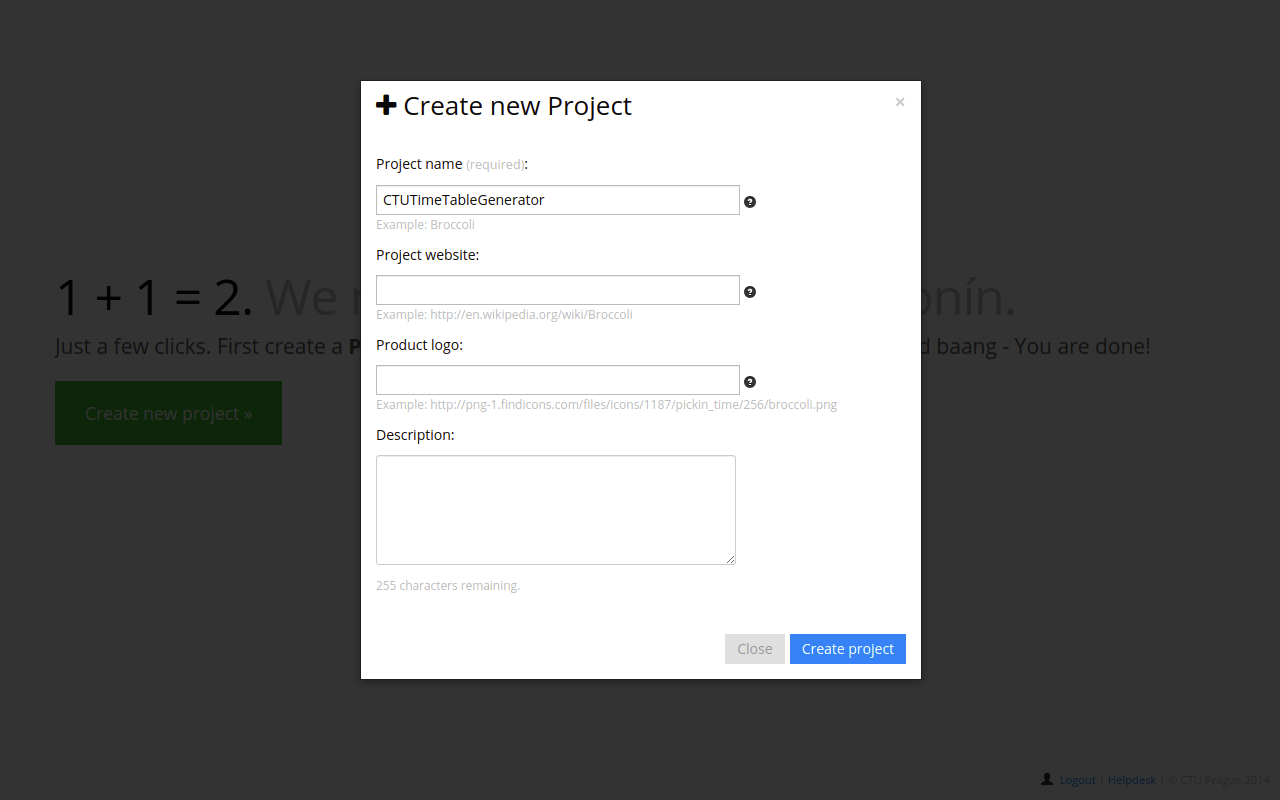 Create new Project ×
Project name (required):
CTUTimeTableGenerator
Example: Broccoli
Project website:
Example: http://en.wikipedia.org/wiki/Broccoli
Product logo:
Example: http://png-1.findicons.com/files/icons/1187/pickin_time/256/broccoli.png
Description:
255 characters remaining.
Close Create project
1 + 1 = 2. We
Just a few clicks. First create a
baang - You are done!
Create new project »
Logout | Helpdesk | © CTU Prague 2014